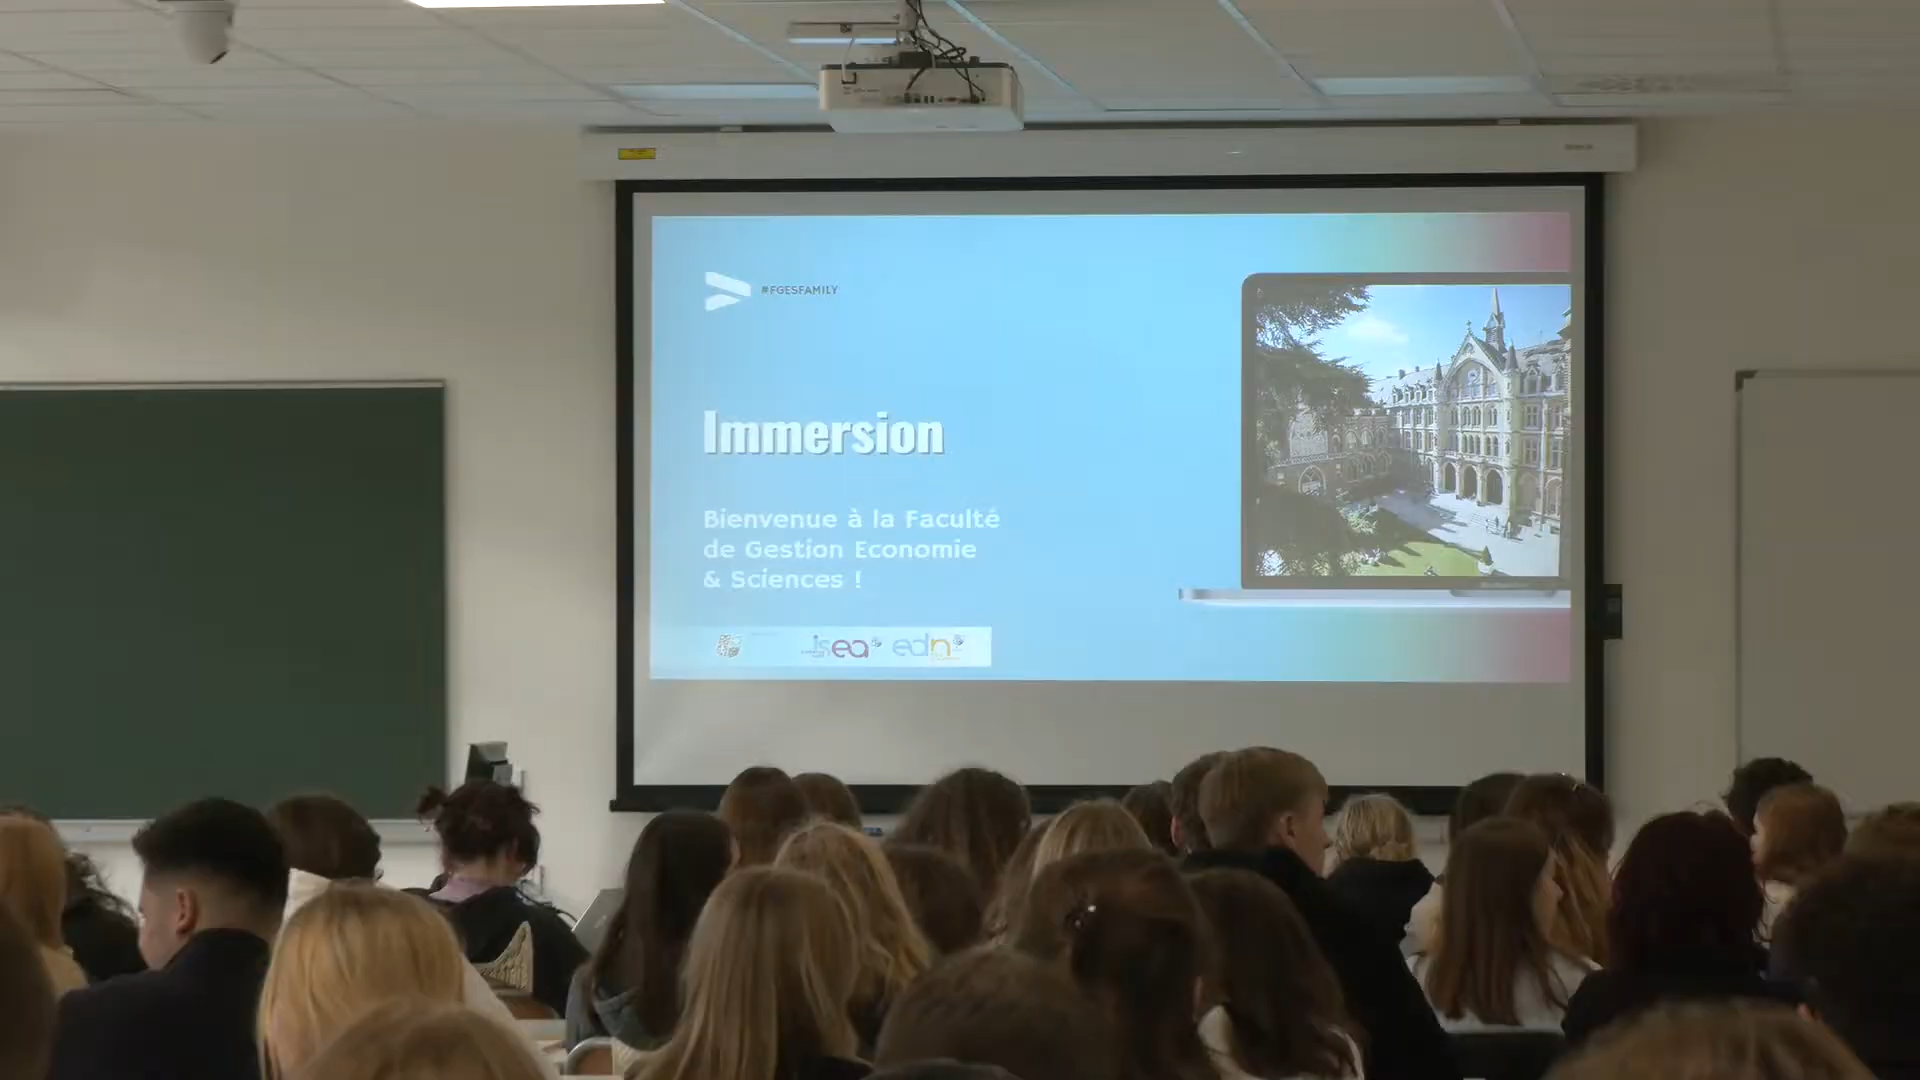 #FGESFAMILY
Immersion
Bienvenue à la Faculté
de Gestion Economie
& Sciences !
isea edn